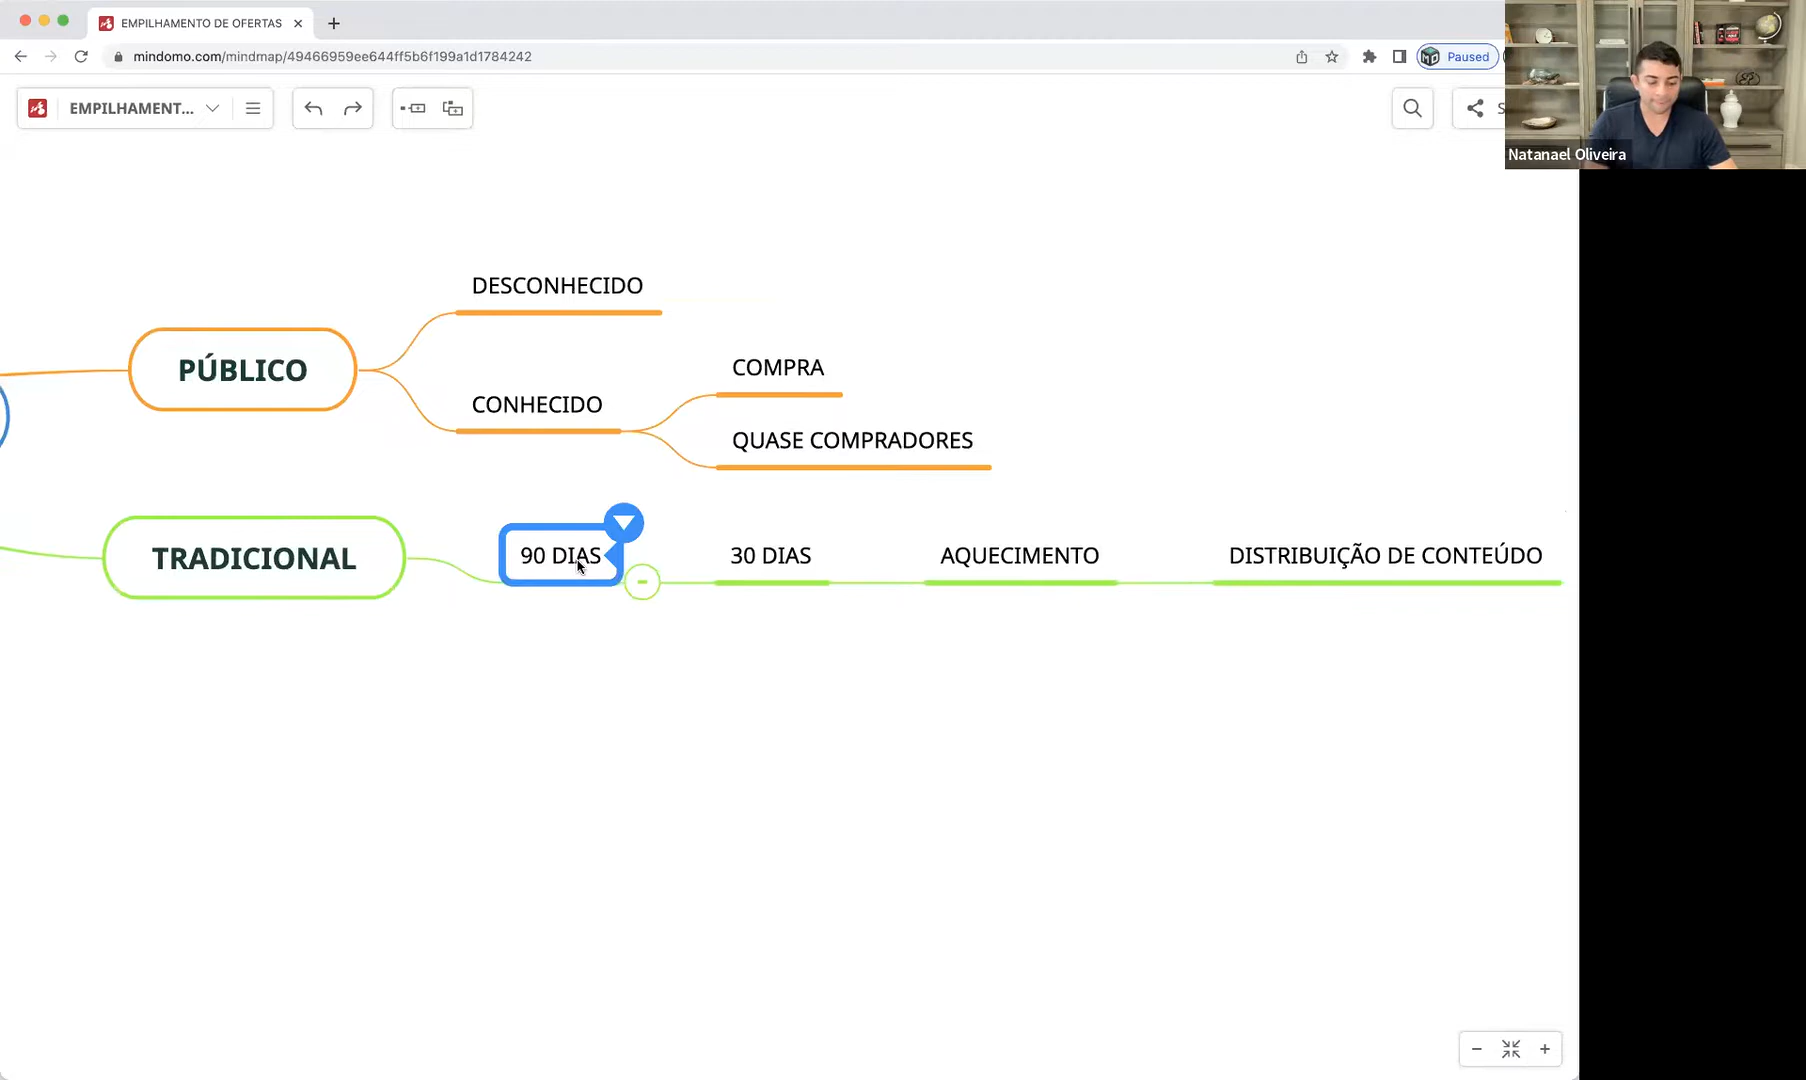 EMPILHAMENTO DE OFERTAS
mindomo.com/mindmap/49466959ee644ff5b6f199a1d1784242
Paused
EMPILHAMENT...
S
Natanael Oliveira
DESCONHECIDO
PÚBLICO
COMPRA
CONHECIDO
QUASE COMPRADORES
TRADICIONAL
90 DIAS
30 DIAS
AQUECIMENTO
DISTRIBUIÇÃO DE CONTEÚDO